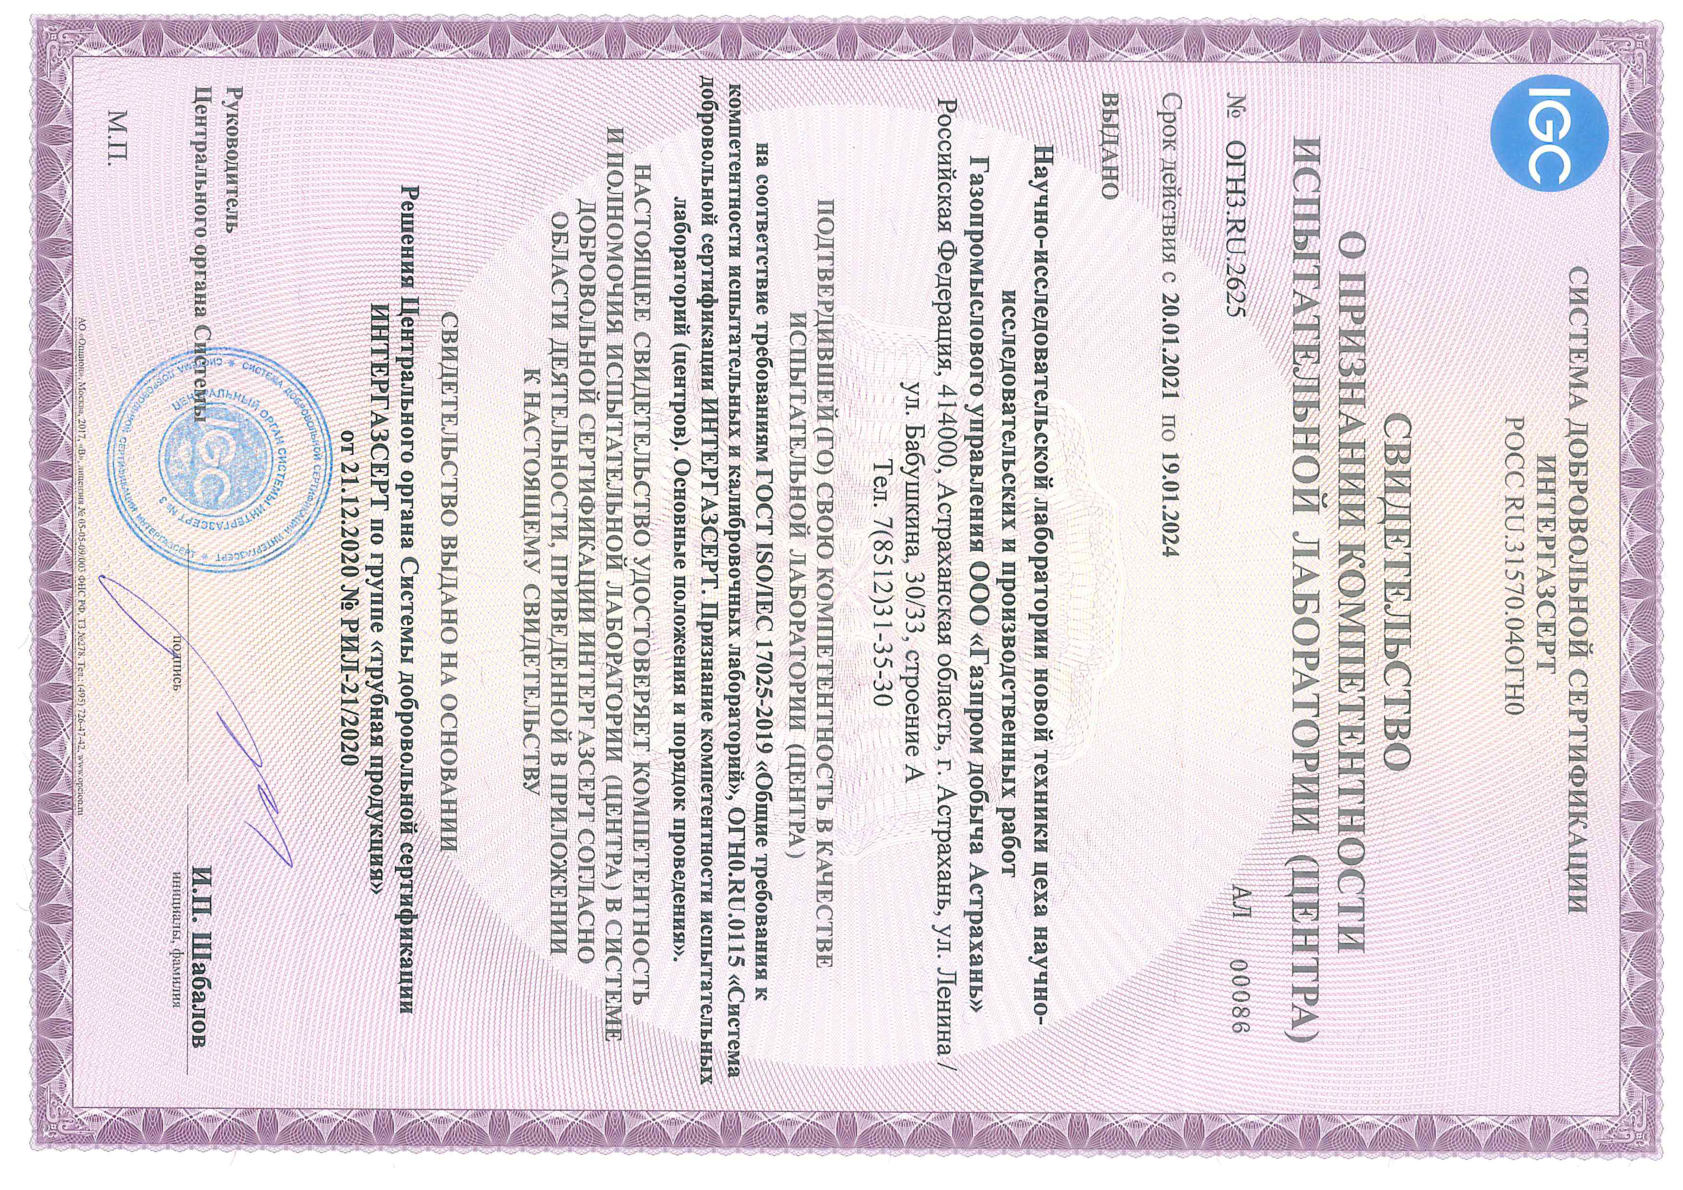 IGC
СИСТЕМА ДОБРОВОЛЬНОЙ СЕРТИФИКАЦИИ
ИНТЕРГАЗСЕРТ
РОСС RU.31570.04ОГН0
СВИДЕТЕЛЬСТВО
О ПРИЗНАНИИ КОМПЕТЕНТНОСТИ
ИСПЫТАТЕЛЬНОЙ ЛАБОРАТОРИИ (ЦЕНТРА)
№ ОГН3.RU.2625 АЛ 00086
Срок действия с 20.01.2021 по 19.01.2024
ВЫДАНО
Научно-исследовательской лаборатории новой техники цеха научно-
исследовательских и производственных работ
Газопромыслового управления ООО «Газпром добыча Астрахань»
Российская Федерация, 414000, Астраханская область, г. Астрахань, ул. Ленина /
ул. Бабушкина, 30/33, строение А
Тел. 7(8512)31-35-30
ПОДТВЕРДИВШЕЙ (ГО) СВОЮ КОМПЕТЕНТНОСТЬ В КАЧЕСТВЕ
ИСПЫТАТЕЛЬНОЙ ЛАБОРАТОРИИ (ЦЕНТРА)
на соответствие требованиям ГОСТ ISO/IEC 17025-2019 «Общие требования к
компетентности испытательных и калибровочных лабораторий», ОГН0.RU.0115 «Система
добровольной сертификации ИНТЕРГАЗСЕРТ. Признание компетентности испытательных
лабораторий (центров). Основные положения и порядок проведения».
НАСТОЯЩЕЕ СВИДЕТЕЛЬСТВО УДОСТОВЕРЯЕТ КОМПЕТЕНТНОСТЬ
И ПОЛНОМОЧИЯ ИСПЫТАТЕЛЬНОЙ ЛАБОРАТОРИИ (ЦЕНТРА) В СИСТЕМЕ
ДОБРОВОЛЬНОЙ СЕРТИФИКАЦИИ ИНТЕРГАЗСЕРТ СОГЛАСНО
ОБЛАСТИ ДЕЯТЕЛЬНОСТИ, ПРИВЕДЕННОЙ В ПРИЛОЖЕНИИ
К НАСТОЯЩЕМУ СВИДЕТЕЛЬСТВУ
СВИДЕТЕЛЬСТВО ВЫДАНО НА ОСНОВАНИИ
Решения Центрального органа Системы добровольной сертификации
ИНТЕРГАЗСЕРТ по группе «трубная продукция»
от 21.12.2020 № РИЛ-21/2020
СИСТЕМА ДОБРОВОЛЬНОЙ СЕРТИФИКАЦИИ ИНТЕРГАЗСЕРТ
ЦЕНТРАЛЬНЫЙ ОРГАН СИСТЕМЫ ИНТЕРГАЗСЕРТ № 3
IGC
Руководитель
Центрального органа Системы
И.П. Шабалов
подпись
инициалы, фамилия
М.П.
АО «Опцион», Москва, 2017, «В», лицензия № 05-05-09/003 ФНС РФ, ТЗ №278. Тел.: (495) 726-47-42, www.opcion.ru